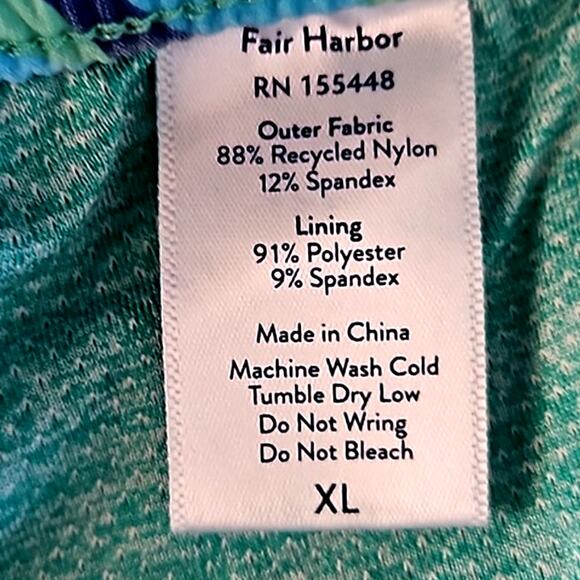 Fair Harbor
RN 155448
Outer Fabric
88% Recycled Nylon
12% Spandex
Lining
91% Polyester
9% Spandex
Made in China
Machine Wash Cold
Tumble Dry Low
Do Not Wring
Do Not Bleach
XL